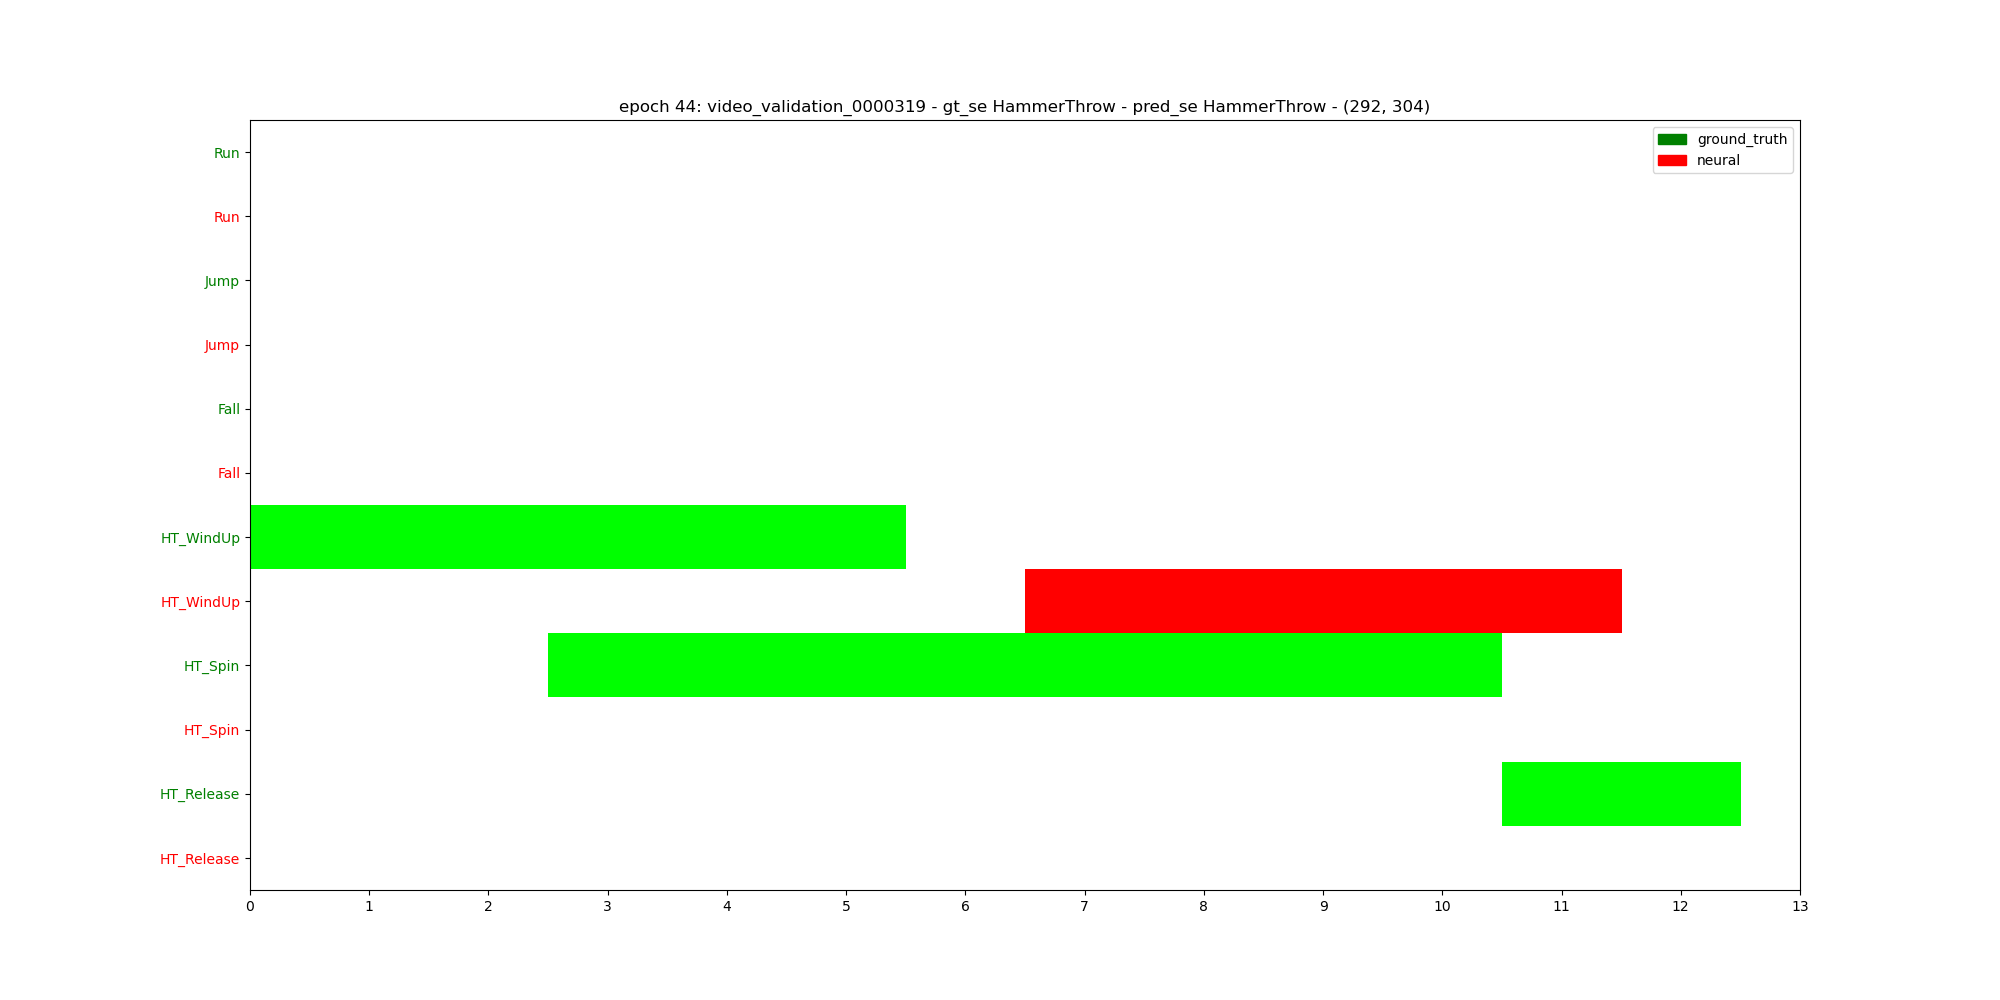 epoch 44: video_validation_0000319 - gt_se HammerThrow - pred_se HammerThrow - (292, 304)
ground_truth
neural
Run
Run
Jump
Jump
Fall
Fall
HT_WindUp
HT_WindUp
HT_Spin
HT_Spin
HT_Release
HT_Release
0 1 2 3 4 5 6 7 8 9 10 11 12 13